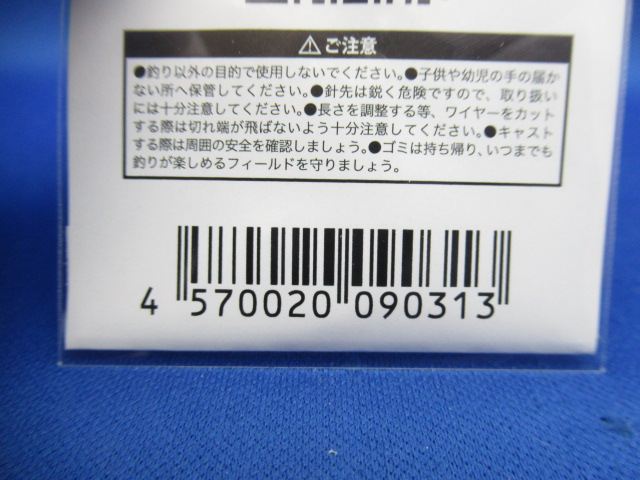 ⚠ご注意
●釣り以外の目的で使用しないでください。●子供や幼児の手の届か
ない所へ保管してください。●針先は鋭く危険ですので、取り扱い
には十分注意してください。●長さを調整する等、ワイヤーをカット
する際は切れ端が飛ばないよう十分注意してください。●キャスト
する際は周囲の安全を確認しましょう。●ゴミは持ち帰り、いつまでも
釣りが楽しめるフィールドを守りましょう。
4 570020 090313